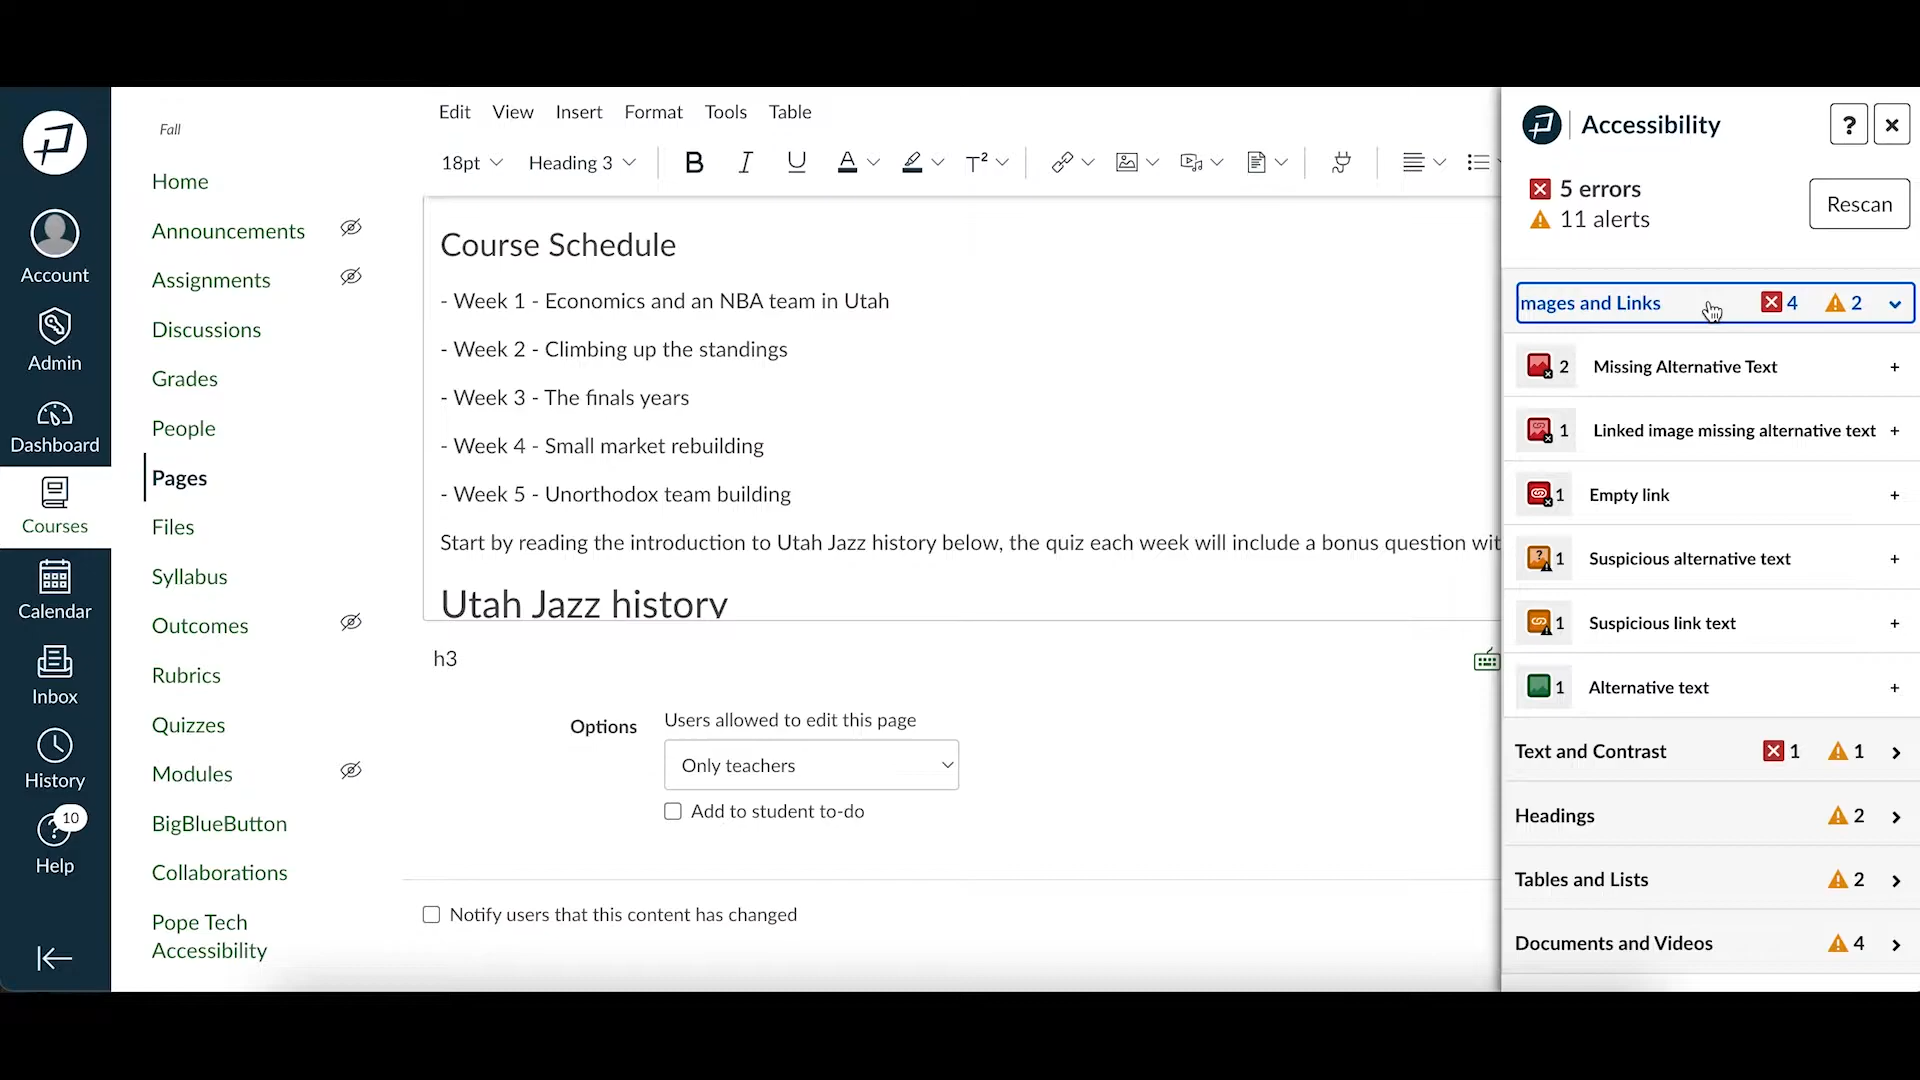 Account
Admin
Dashboard
Courses
Calendar
Inbox
History
10
Help
Fall
Home
Announcements
Assignments
Discussions
Grades
People
Pages
Files
Syllabus
Outcomes
Rubrics
Quizzes
Modules
BigBlueButton
Collaborations
Pope Tech
Accessibility
Edit View Insert Format Tools Table
18pt Heading 3 B I U A T²
Course Schedule
- Week 1 - Economics and an NBA team in Utah
- Week 2 - Climbing up the standings
- Week 3 - The finals years
- Week 4 - Small market rebuilding
- Week 5 - Unorthodox team building
Start by reading the introduction to Utah Jazz history below, the quiz each week will include a bonus question wit
Utah Jazz history
h3
Options
Users allowed to edit this page
Only teachers
Add to student to-do
Notify users that this content has changed
Accessibility ? ×
5 errors
11 alerts
Rescan
mages and Links 4 2
2 Missing Alternative Text +
1 Linked image missing alternative text +
1 Empty link +
1 Suspicious alternative text +
1 Suspicious link text +
1 Alternative text +
Text and Contrast 1 1
Headings 2
Tables and Lists 2
Documents and Videos 4